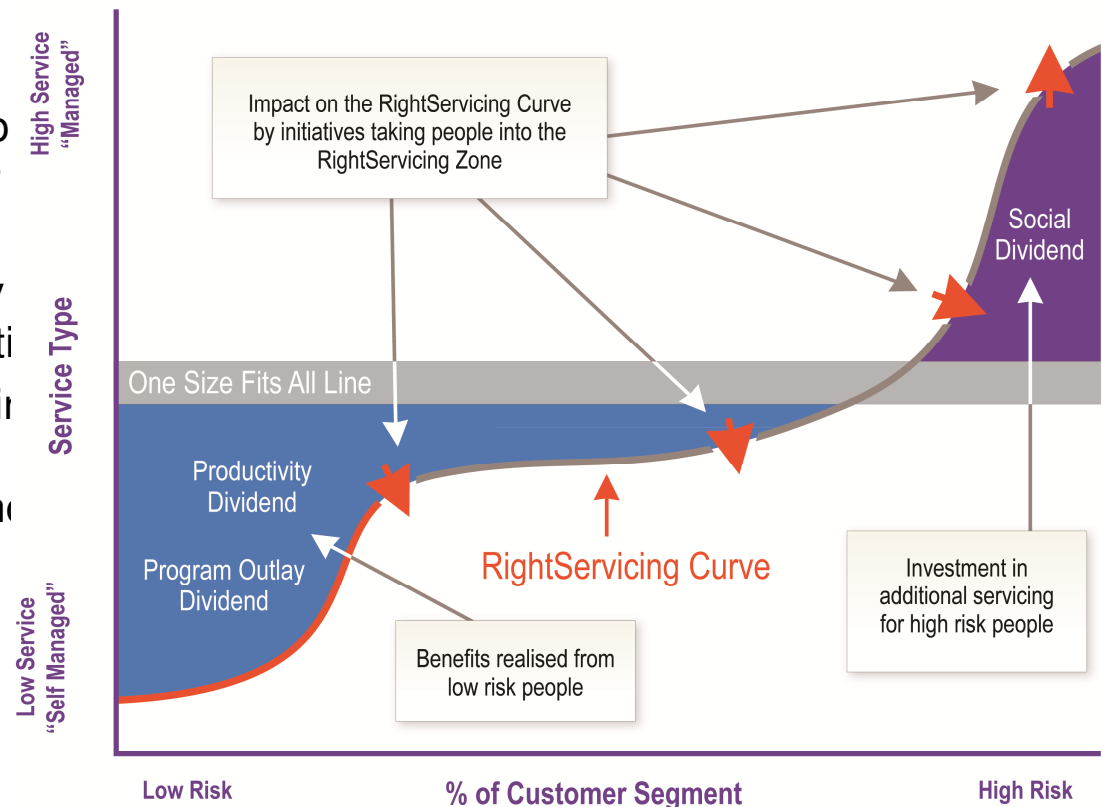 High Service
“Managed”
Impact on the RightServicing Curve
by initiatives taking people into the
RightServicing Zone
Social
Dividend
Service Type
One Size Fits All Line
Productivity
Dividend
Program Outlay
Dividend
RightServicing Curve
Investment in
additional servicing
for high risk people
Benefits realised from
low risk people
Low Service
“Self Managed”
Low Risk
% of Customer Segment
High Risk